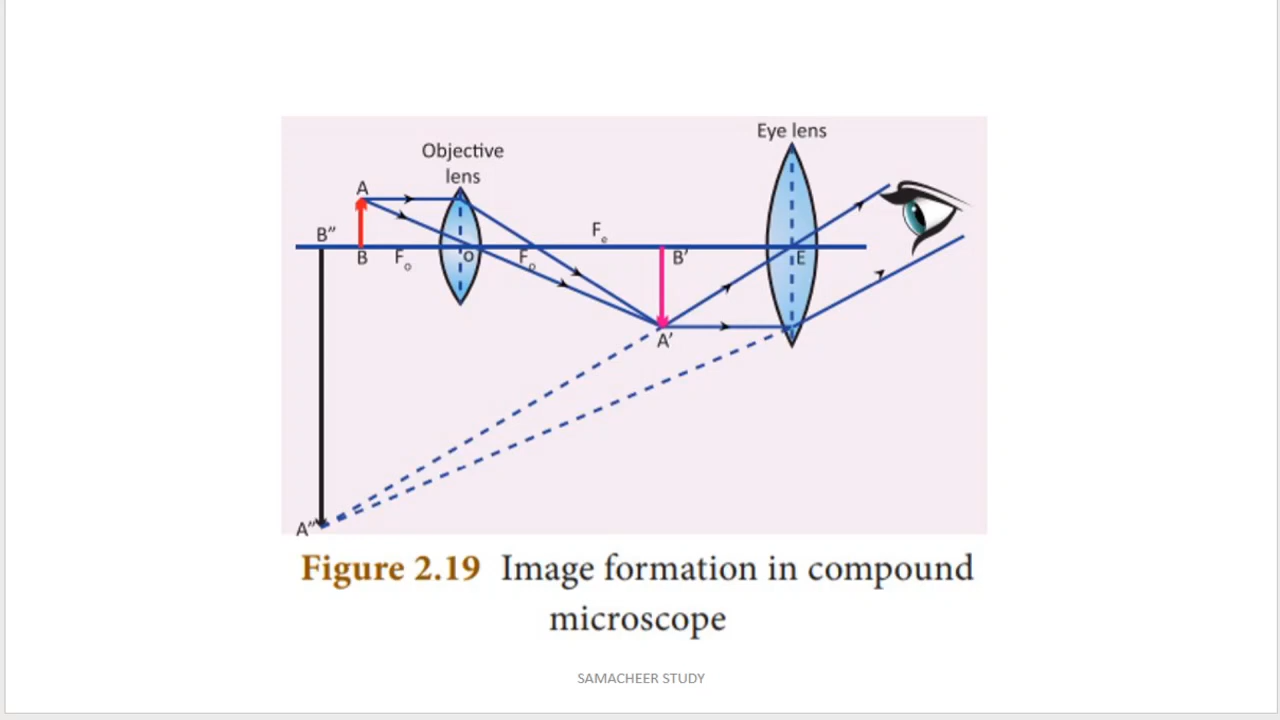 Eye lens
Objective
lens
A
B″
F
e
B
F
o
O
F
o
B′
E
A′
A″
Figure 2.19 Image formation in compound
microscope
SAMACHEER STUDY